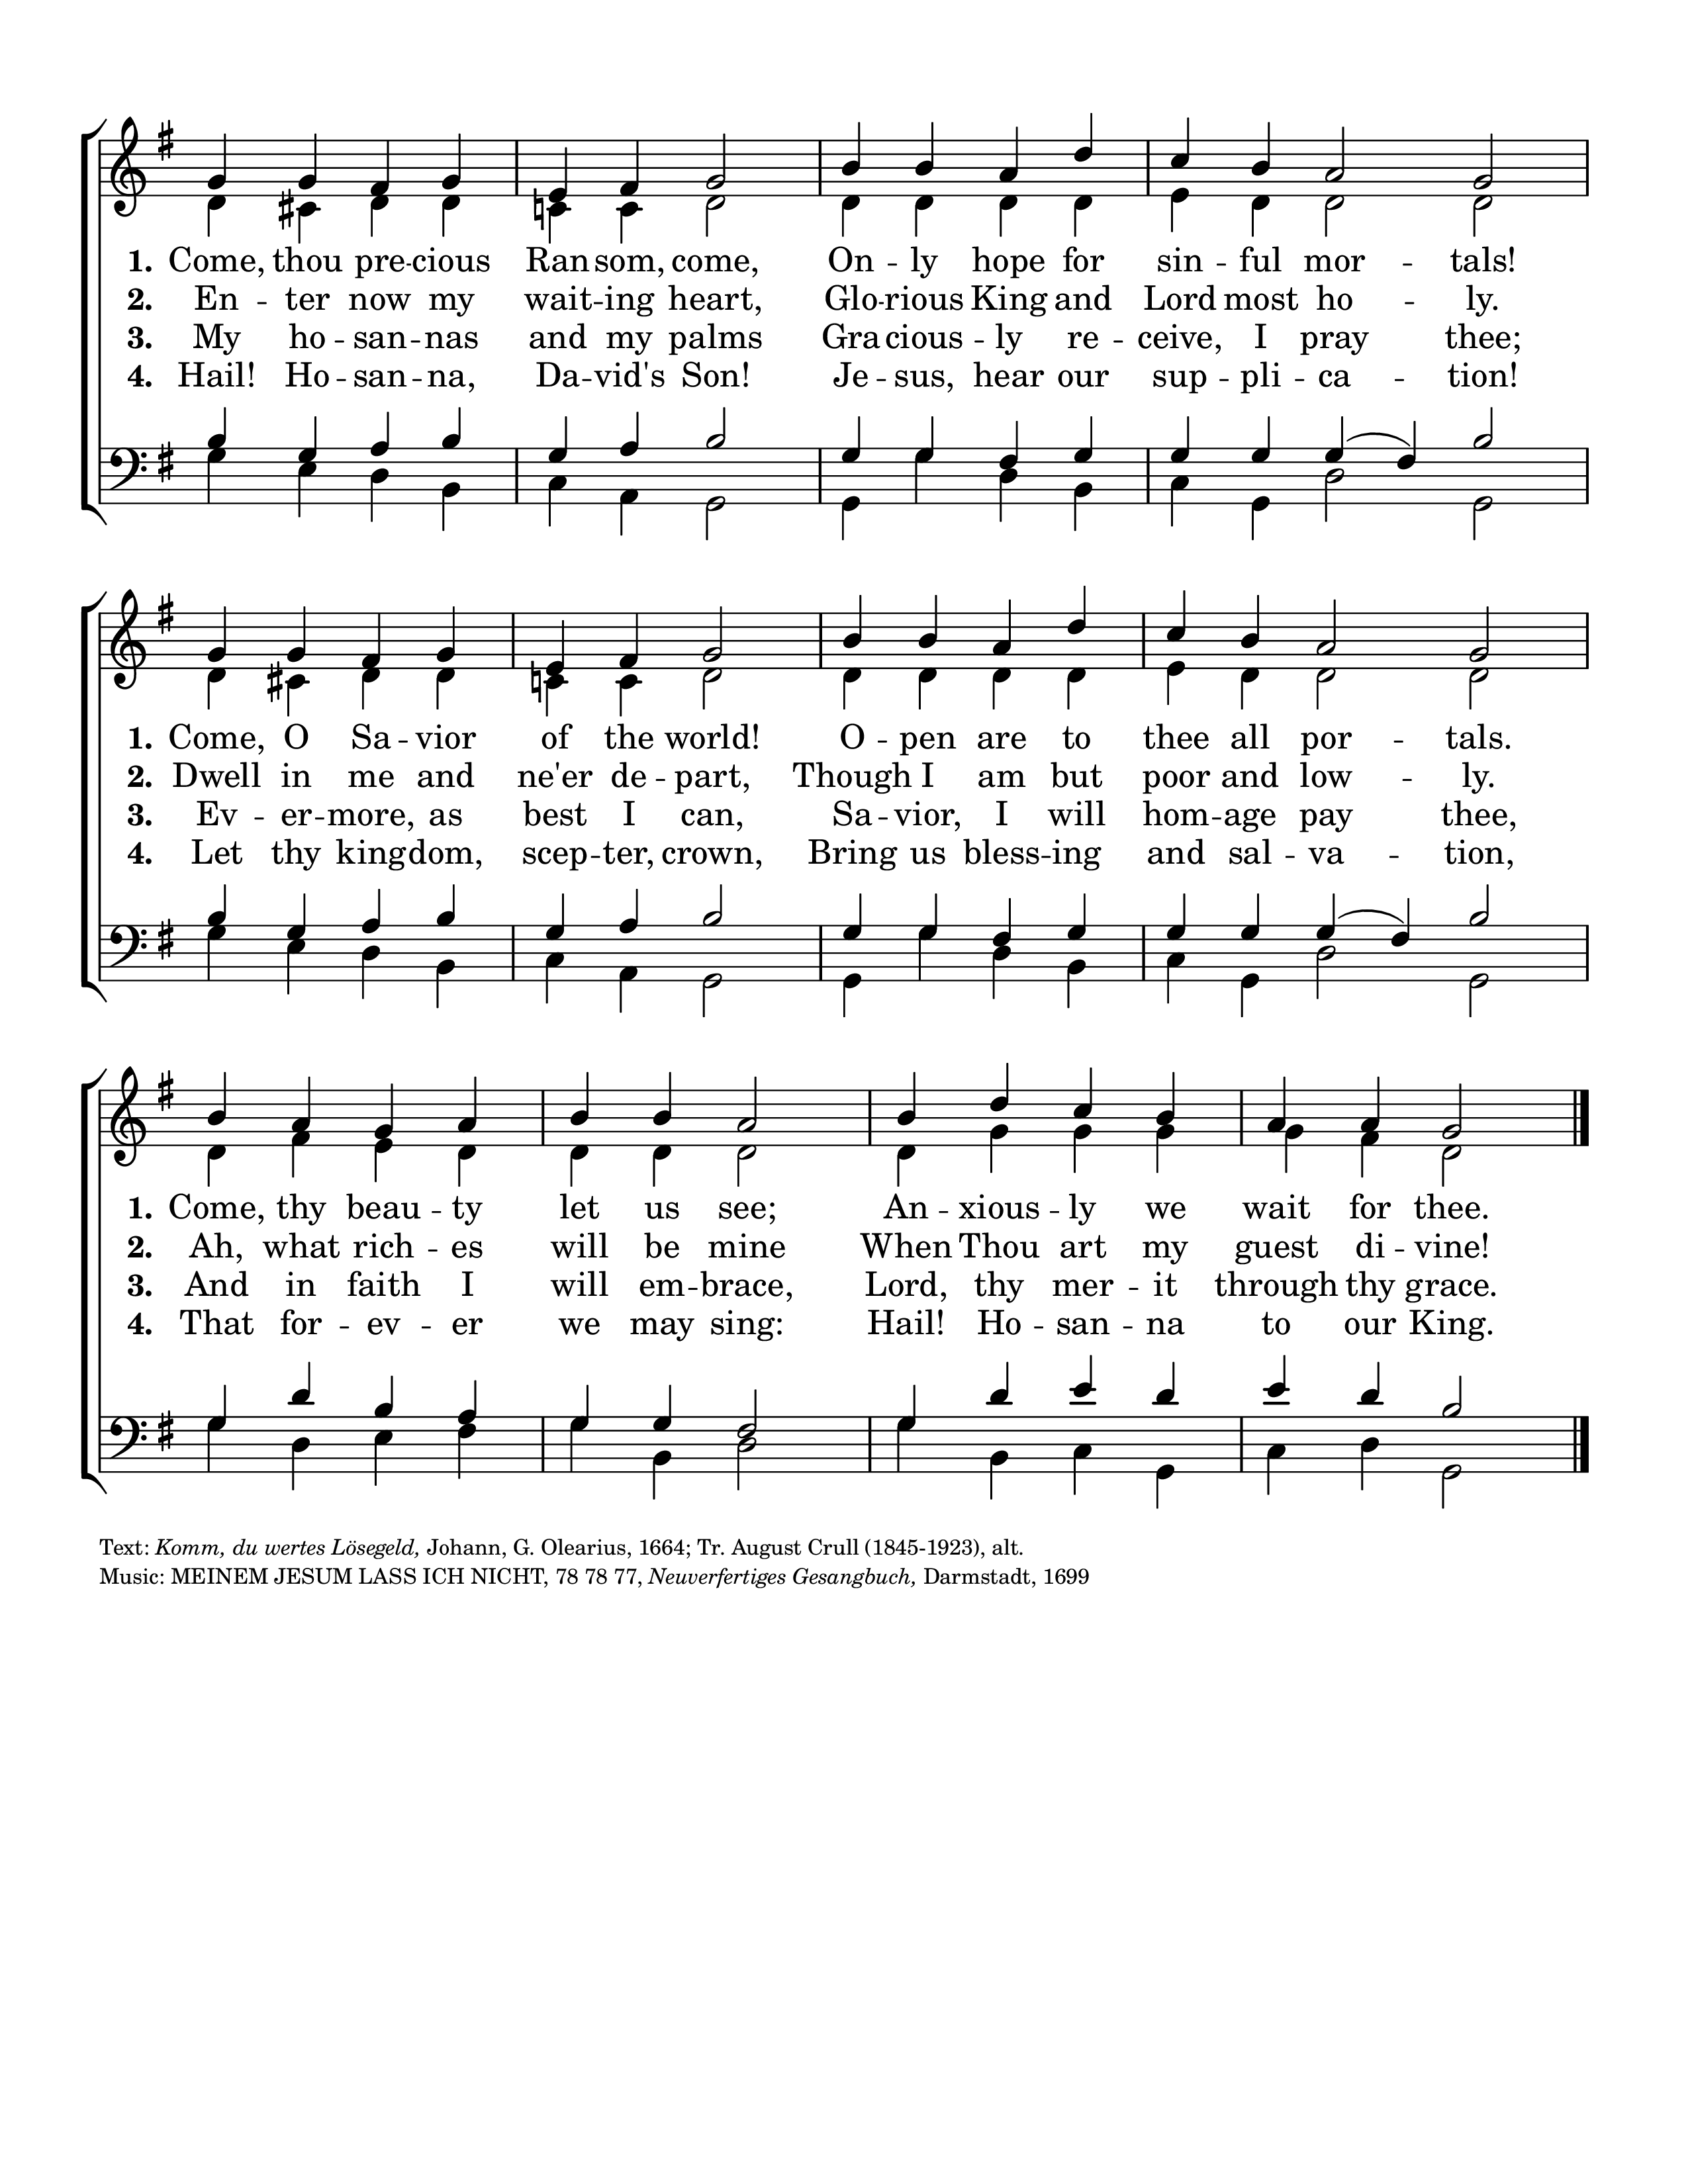 1. Come, thou pre -- cious Ran -- som, come, On -- ly hope for sin -- ful mor -- tals!
2. En -- ter now my wait -- ing heart, Glo -- rious King and Lord most ho -- ly.
3. My ho -- san -- nas and my palms Gra -- cious -- ly re -- ceive, I pray thee;
4. Hail! Ho -- san -- na, Da -- vid's Son! Je -- sus, hear our sup -- pli -- ca -- tion!
1. Come, O Sa -- vior of the world! O -- pen are to thee all por -- tals.
2. Dwell in me and ne'er de -- part, Though I am but poor and low -- ly.
3. Ev -- er -- more, as best I can, Sa -- vior, I will hom -- age pay thee,
4. Let thy king -- dom, scep -- ter, crown, Bring us bless -- ing and sal -- va -- tion,
1. Come, thy beau -- ty let us see; An -- xious -- ly we wait for thee.
2. Ah, what rich -- es will be mine When Thou art my guest di -- vine!
3. And in faith I will em -- brace, Lord, thy mer -- it through thy grace.
4. That for -- ev -- er we may sing: Hail! Ho -- san -- na to our King.
Text: Komm, du wertes Lösegeld, Johann, G. Olearius, 1664; Tr. August Crull (1845-1923), alt.
Music: MEINEM JESUM LASS ICH NICHT, 78 78 77, Neuverfertiges Gesangbuch, Darmstadt, 1699